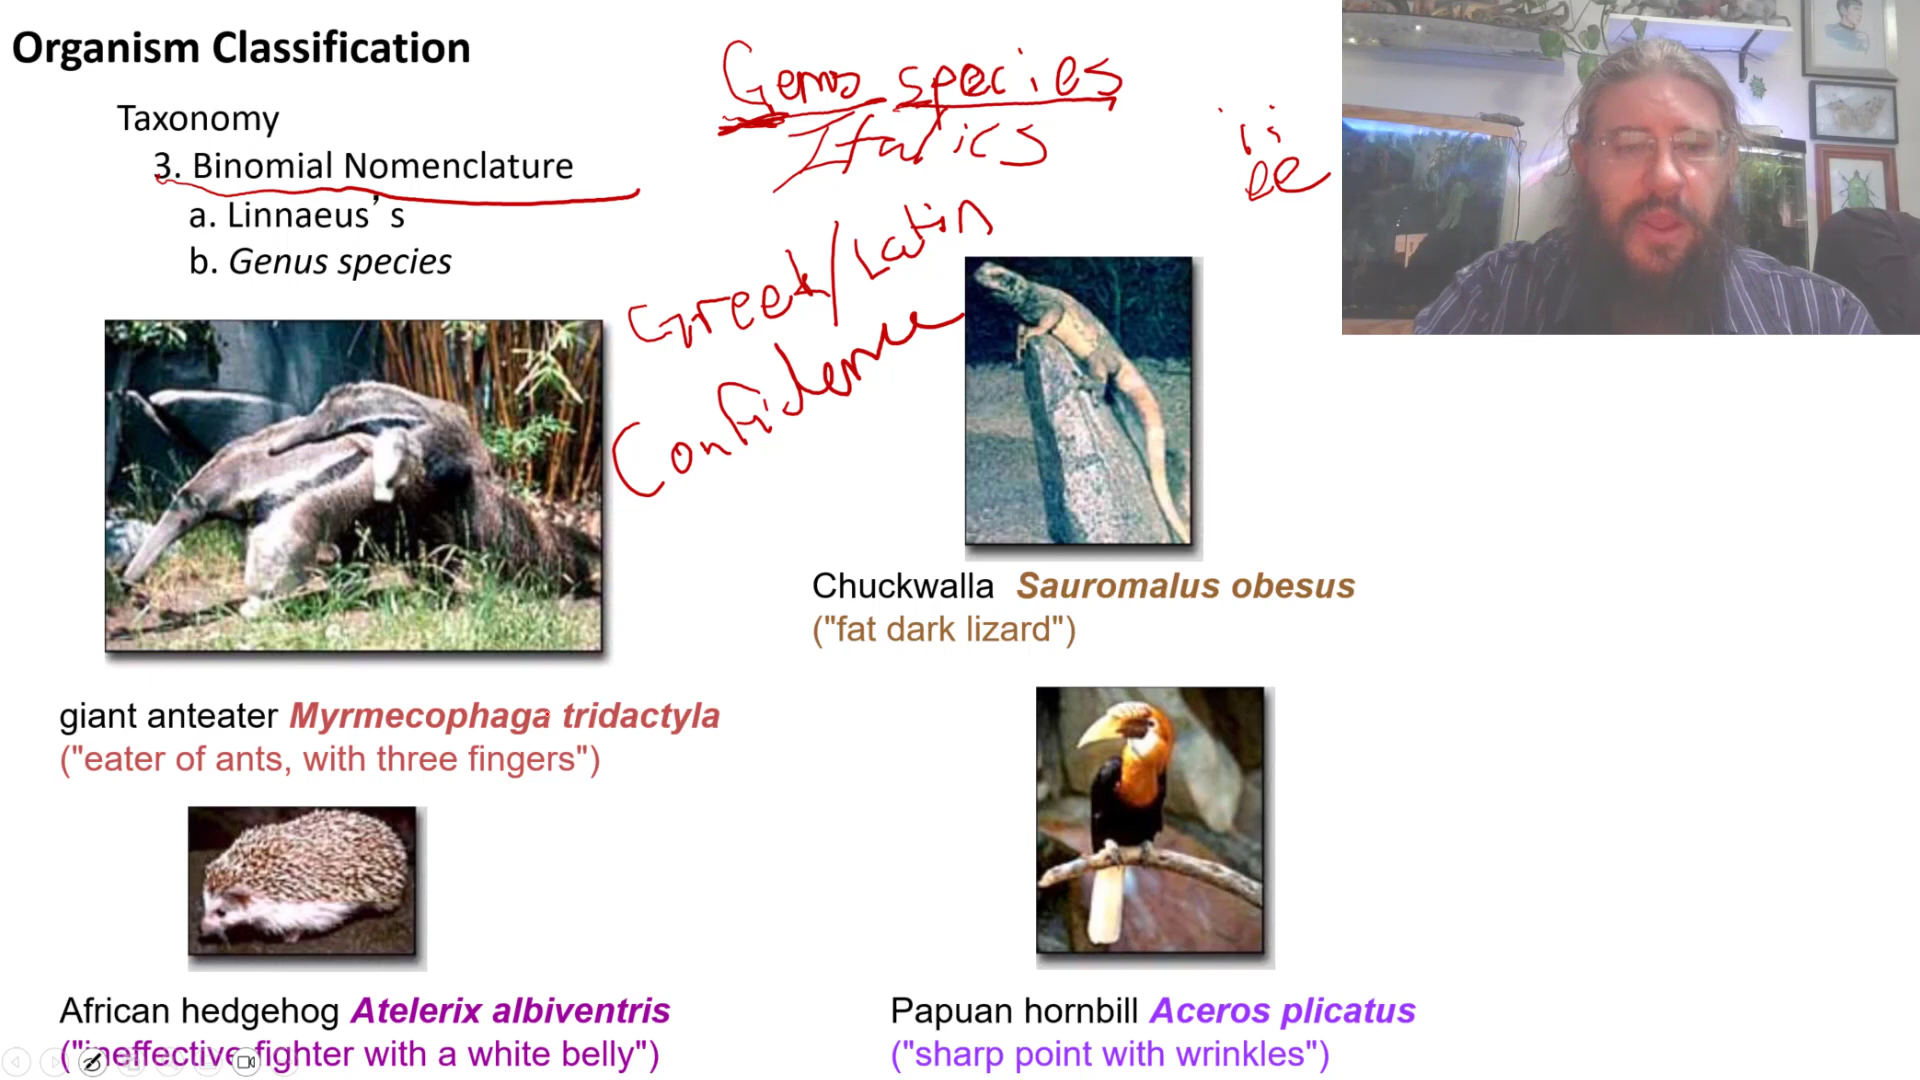 Organism Classification
Taxonomy
3. Binomial Nomenclature
a. Linnaeus's
b. Genus species
Genus species
Italics
ii
ee
Greek/Latin
Confidence
Chuckwalla Sauromalus obesus
("fat dark lizard")
giant anteater Myrmecophaga tridactyla
("eater of ants, with three fingers")
African hedgehog Atelerix albiventris
("ineffective fighter with a white belly")
Papuan hornbill Aceros plicatus
("sharp point with wrinkles")